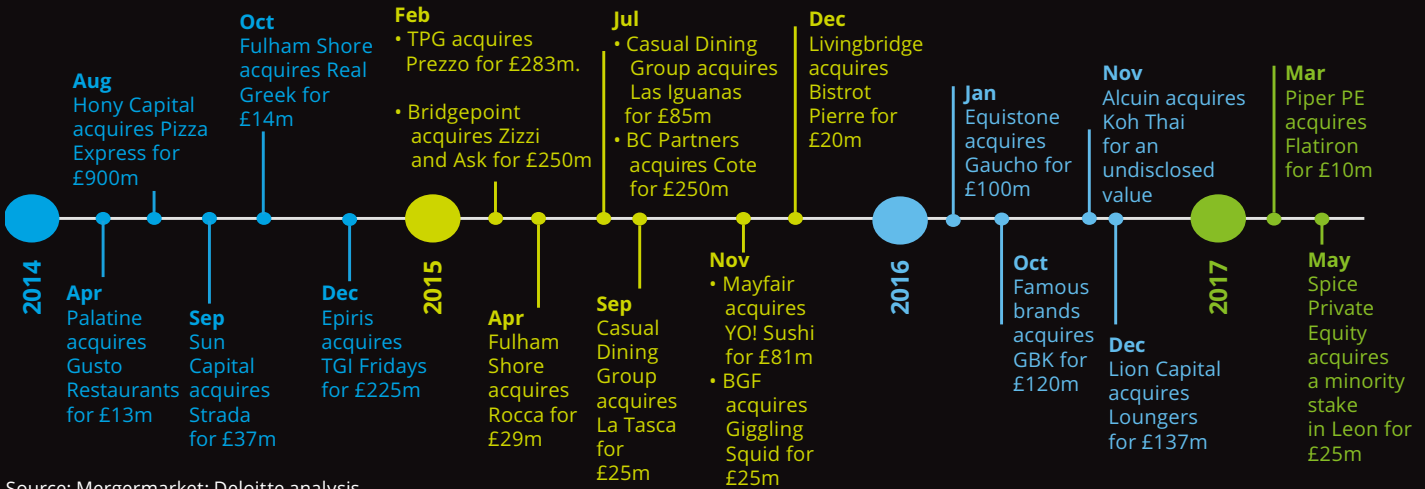 Aug
Hony Capital
acquires Pizza
Express for
£900m
Oct
Fulham Shore
acquires Real
Greek for
£14m
Feb
• TPG acquires
Prezzo for £283m.
• Bridgepoint
acquires Zizzi
and Ask for £250m
Jul
• Casual Dining
Group acquires
Las Iguanas
for £85m
• BC Partners
acquires Cote
for £250m
Dec
Livingbridge
acquires
Bistrot
Pierre for
£20m
Jan
Equistone
acquires
Gaucho for
£100m
Nov
Alcuin acquires
Koh Thai
for an
undisclosed
value
Mar
Piper PE
acquires
Flatiron
for £10m
2014
Apr
Palatine
acquires
Gusto
Restaurants
for £13m
Sep
Sun
Capital
acquires
Strada
for £37m
Dec
Epiris
acquires
TGI Fridays
for £225m
2015
Apr
Fulham
Shore
acquires
Rocca for
£29m
Sep
Casual
Dining
Group
acquires
La Tasca
for
£25m
Nov
• Mayfair
acquires
YO! Sushi
for £81m
• BGF
acquires
Giggling
Squid for
£25m
2016
Oct
Famous
brands
acquires
GBK for
£120m
Dec
Lion Capital
acquires
Loungers
for £137m
2017
May
Spice
Private
Equity
acquires
a minority
stake
in Leon for
£25m
Source: Mergermarket; Deloitte analysis